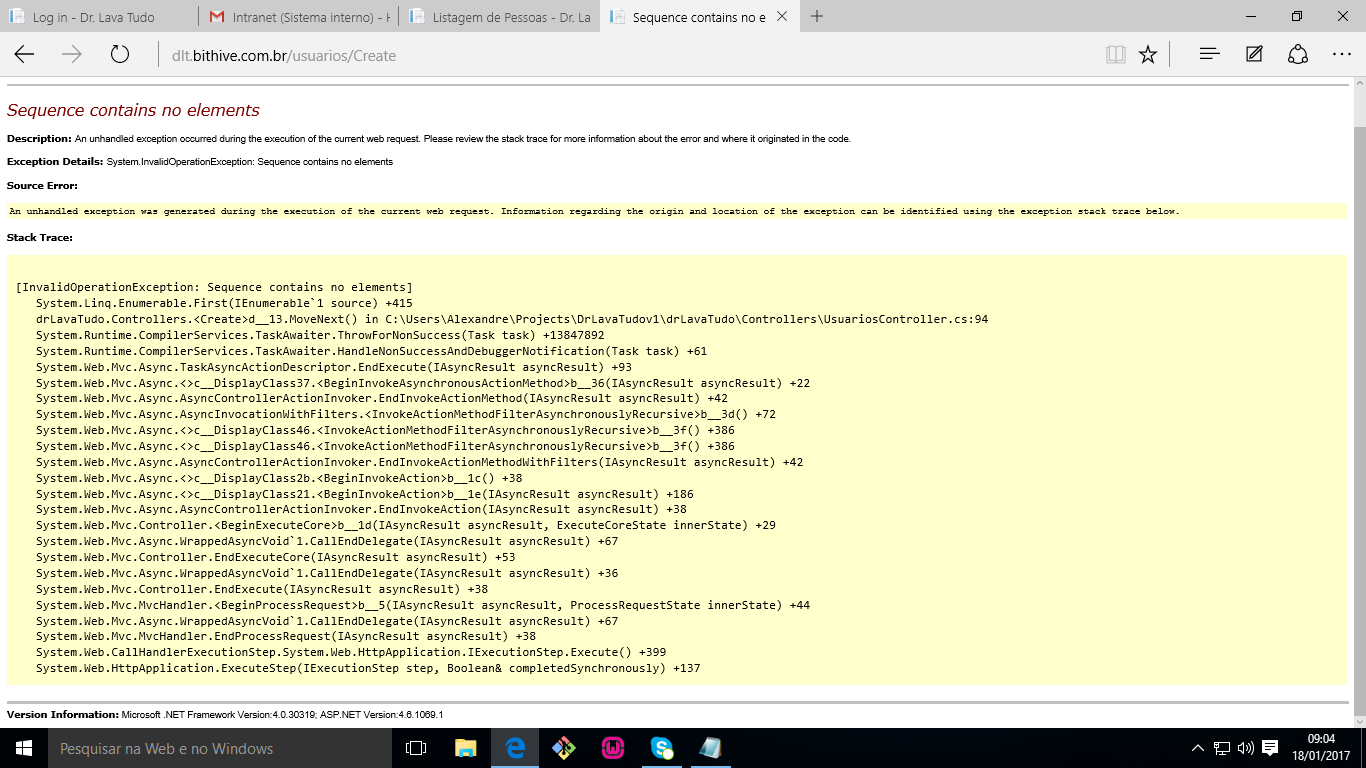 Log in - Dr. Lava Tudo
Intranet (Sistema interno) -
Listagem de Pessoas - Dr. La
Sequence contains no e
dlt.bithive.com.br/usuarios/Create
Sequence contains no elements
Description: An unhandled exception occurred during the execution of the current web request. Please review the stack trace for more information about the error and where it originated in the code.
Exception Details: System.InvalidOperationException: Sequence contains no elements
Source Error:
An unhandled exception was generated during the execution of the current web request. Information regarding the origin and location of the exception can be identified using the exception stack trace below.
Stack Trace:
[InvalidOperationException: Sequence contains no elements]
System.Linq.Enumerable.First(IEnumerable`1 source) +415
drLavaTudo.Controllers.<Create>d__13.MoveNext() in C:\Users\Alexandre\Projects\DrLavaTudov1\drLavaTudo\Controllers\UsuariosController.cs:94
System.Runtime.CompilerServices.TaskAwaiter.ThrowForNonSuccess(Task task) +13847892
System.Runtime.CompilerServices.TaskAwaiter.HandleNonSuccessAndDebuggerNotification(Task task) +61
System.Web.Mvc.Async.TaskAsyncActionDescriptor.EndExecute(IAsyncResult asyncResult) +93
System.Web.Mvc.Async.<>c__DisplayClass37.<BeginInvokeAsynchronousActionMethod>b__36(IAsyncResult asyncResult) +22
System.Web.Mvc.Async.AsyncControllerActionInvoker.EndInvokeActionMethod(IAsyncResult asyncResult) +42
System.Web.Mvc.Async.AsyncInvocationWithFilters.<InvokeActionMethodFilterAsynchronouslyRecursive>b__3d() +72
System.Web.Mvc.Async.<>c__DisplayClass46.<InvokeActionMethodFilterAsynchronouslyRecursive>b__3f() +386
System.Web.Mvc.Async.<>c__DisplayClass46.<InvokeActionMethodFilterAsynchronouslyRecursive>b__3f() +386
System.Web.Mvc.Async.AsyncControllerActionInvoker.EndInvokeActionMethodWithFilters(IAsyncResult asyncResult) +42
System.Web.Mvc.Async.<>c__DisplayClass2b.<BeginInvokeAction>b__1c() +38
System.Web.Mvc.Async.<>c__DisplayClass21.<BeginInvokeAction>b__1e(IAsyncResult asyncResult) +186
System.Web.Mvc.Async.AsyncControllerActionInvoker.EndInvokeAction(IAsyncResult asyncResult) +38
System.Web.Mvc.Controller.<BeginExecuteCore>b__1d(IAsyncResult asyncResult, ExecuteCoreState innerState) +29
System.Web.Mvc.Async.WrappedAsyncVoid`1.CallEndDelegate(IAsyncResult asyncResult) +67
System.Web.Mvc.Controller.EndExecuteCore(IAsyncResult asyncResult) +53
System.Web.Mvc.Async.WrappedAsyncVoid`1.CallEndDelegate(IAsyncResult asyncResult) +36
System.Web.Mvc.Controller.EndExecute(IAsyncResult asyncResult) +38
System.Web.Mvc.MvcHandler.<BeginProcessRequest>b__5(IAsyncResult asyncResult, ProcessRequestState innerState) +44
System.Web.Mvc.Async.WrappedAsyncVoid`1.CallEndDelegate(IAsyncResult asyncResult) +67
System.Web.Mvc.MvcHandler.EndProcessRequest(IAsyncResult asyncResult) +38
System.Web.CallHandlerExecutionStep.System.Web.HttpApplication.IExecutionStep.Execute() +399
System.Web.HttpApplication.ExecuteStep(IExecutionStep step, Boolean& completedSynchronously) +137
Version Information: Microsoft .NET Framework Version:4.0.30319; ASP.NET Version:4.6.1069.1
Pesquisar na Web e no Windows
09:04
18/01/2017